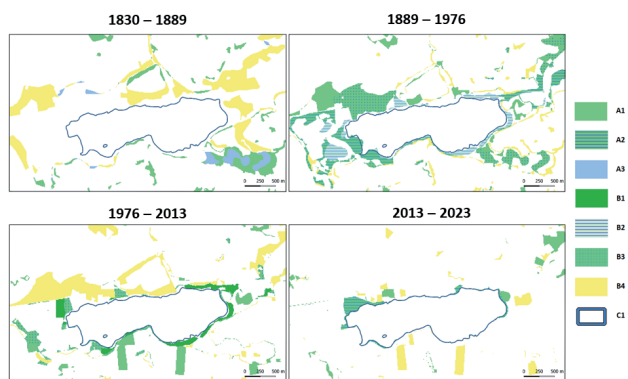 1830 – 1889
1889 – 1976
0 250 500 m
0 250 500 m
1976 – 2013
2013 – 2023
0 250 500 m
0 250 500 m
A1
A2
A3
B1
B2
B3
B4
C1